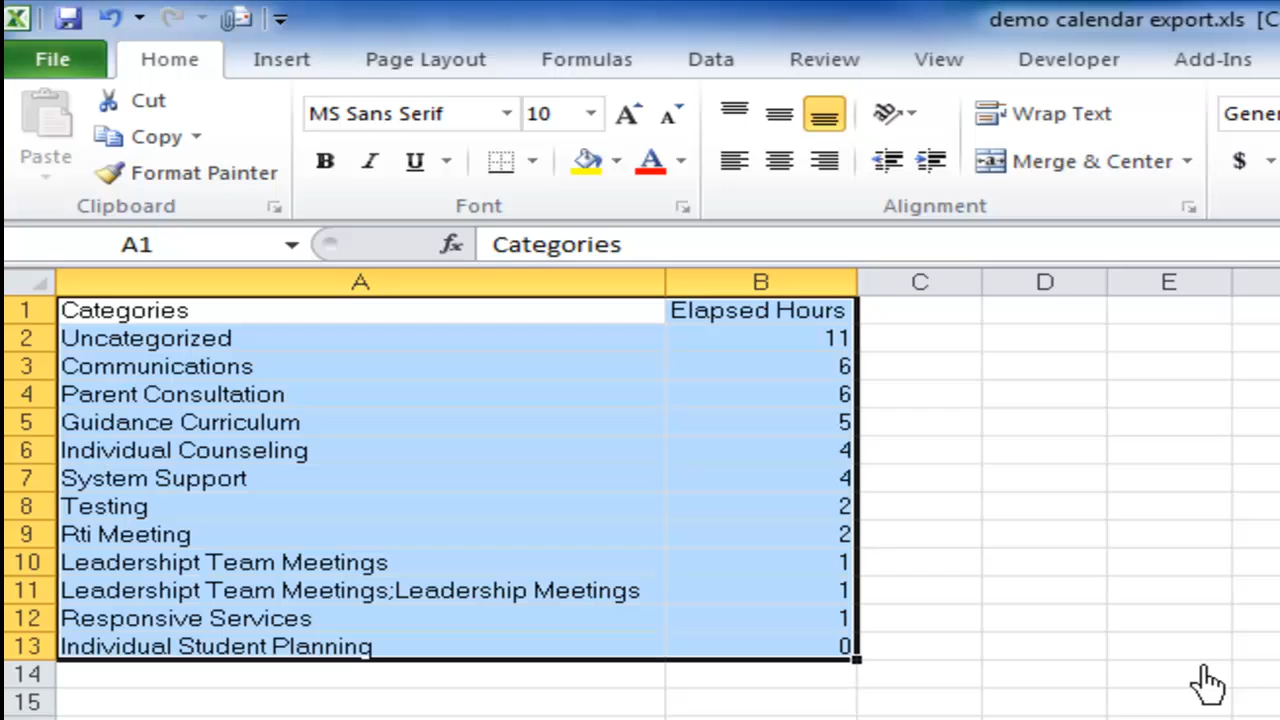 demo calendar export.xls [C
File Home Insert Page Layout Formulas Data Review View Developer Add-Ins
Paste
Cut
Copy
Format Painter
Clipboard
MS Sans Serif 10 A A
B I U A
Font
Wrap Text
Merge & Center
Alignment
Gener
$
A1 fx Categories
A B C D E
1 Categories Elapsed Hours
2 Uncategorized 11
3 Communications 6
4 Parent Consultation 6
5 Guidance Curriculum 5
6 Individual Counseling 4
7 System Support 4
8 Testing 2
9 Rti Meeting 2
10 Leadershipt Team Meetings 1
11 Leadershipt Team Meetings;Leadership Meetings 1
12 Responsive Services 1
13 Individual Student Planning 0
14
15